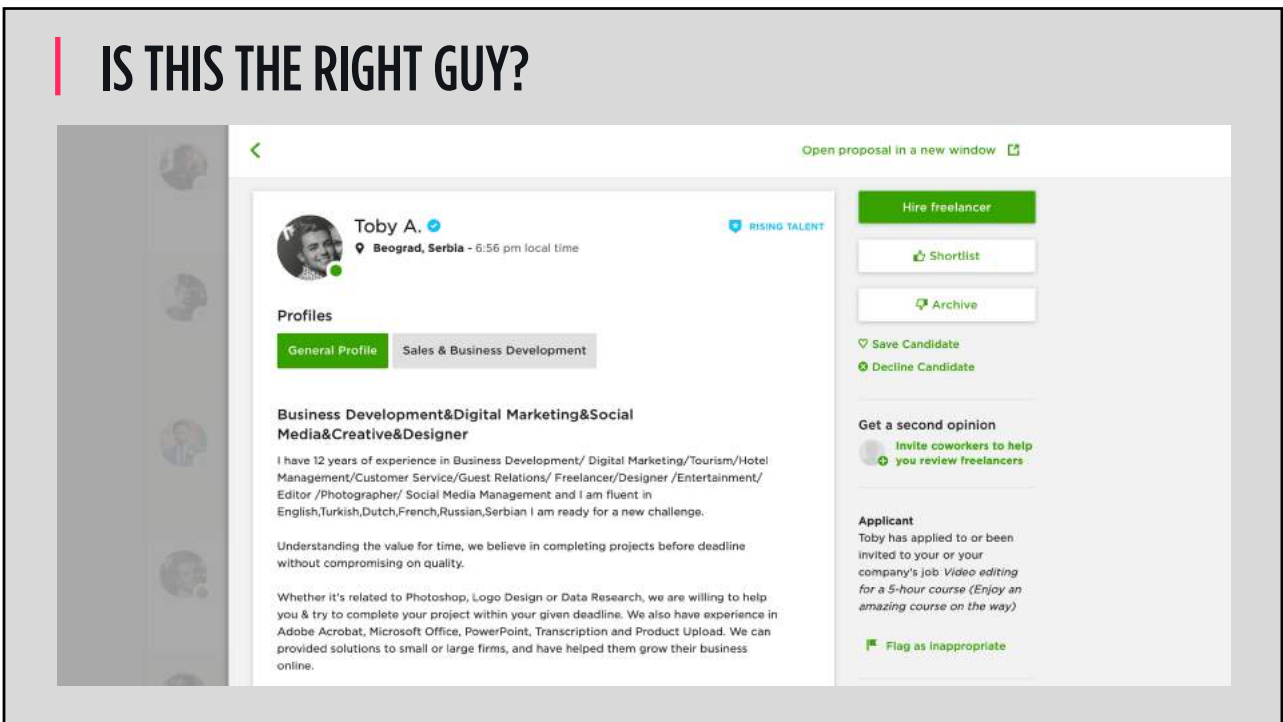 IS THIS THE RIGHT GUY?
Open proposal in a new window
Toby A.
RISING TALENT
Beograd, Serbia - 6:56 pm local time
Profiles
General Profile
Sales & Business Development
Business Development&Digital Marketing&Social
Media&Creative&Designer
I have 12 years of experience in Business Development/ Digital Marketing/Tourism/Hotel
Management/Customer Service/Guest Relations/ Freelancer/Designer /Entertainment/
Editor /Photographer/ Social Media Management and I am fluent in
English,Turkish,Dutch,French,Russian,Serbian I am ready for a new challenge.
Understanding the value for time, we believe in completing projects before deadline
without compromising on quality.
Whether it's related to Photoshop, Logo Design or Data Research, we are willing to help
you & try to complete your project within your given deadline. We also have experience in
Adobe Acrobat, Microsoft Office, PowerPoint, Transcription and Product Upload. We can
provided solutions to small or large firms, and have helped them grow their business
online.
Hire freelancer
Shortlist
Archive
Save Candidate
Decline Candidate
Get a second opinion
Invite coworkers to help
you review freelancers
Applicant
Toby has applied to or been
invited to your or your
company's job Video editing
for a 5-hour course (Enjoy an
amazing course on the way)
Flag as inappropriate